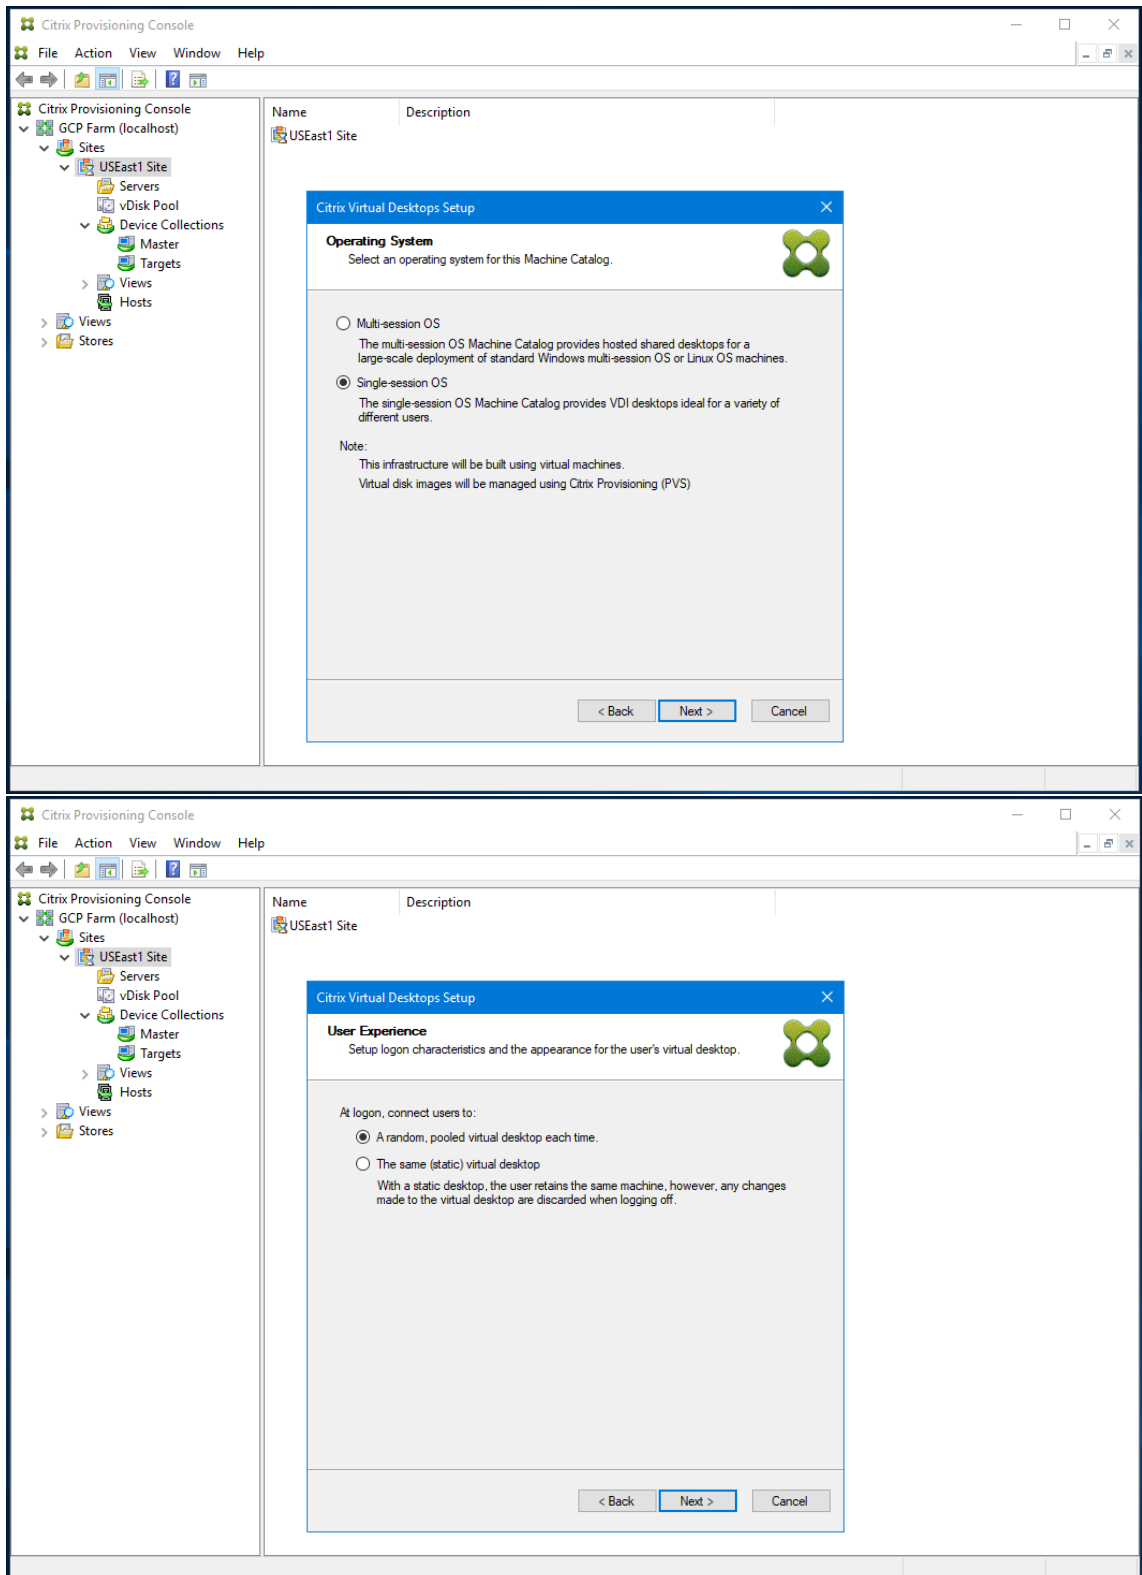 Citrix Provisioning Console
File Action View Window Help
Citrix Provisioning Console
GCP Farm (localhost)
Sites
USEast1 Site
Servers
vDisk Pool
Device Collections
Master
Targets
Views
Hosts
Views
Stores
Name Description
USEast1 Site
Citrix Virtual Desktops Setup
Operating System
Select an operating system for this Machine Catalog.
Multi-session OS
The multi-session OS Machine Catalog provides hosted shared desktops for a
large-scale deployment of standard Windows multi-session OS or Linux OS machines.
Single-session OS
The single-session OS Machine Catalog provides VDI desktops ideal for a variety of
different users.
Note:
This infrastructure will be built using virtual machines.
Virtual disk images will be managed using Citrix Provisioning (PVS)
< Back Next > Cancel
Citrix Provisioning Console
File Action View Window Help
Citrix Provisioning Console
GCP Farm (localhost)
Sites
USEast1 Site
Servers
vDisk Pool
Device Collections
Master
Targets
Views
Hosts
Views
Stores
Name Description
USEast1 Site
Citrix Virtual Desktops Setup
User Experience
Setup logon characteristics and the appearance for the user's virtual desktop.
At logon, connect users to:
A random, pooled virtual desktop each time.
The same (static) virtual desktop
With a static desktop, the user retains the same machine, however, any changes
made to the virtual desktop are discarded when logging off.
< Back Next > Cancel